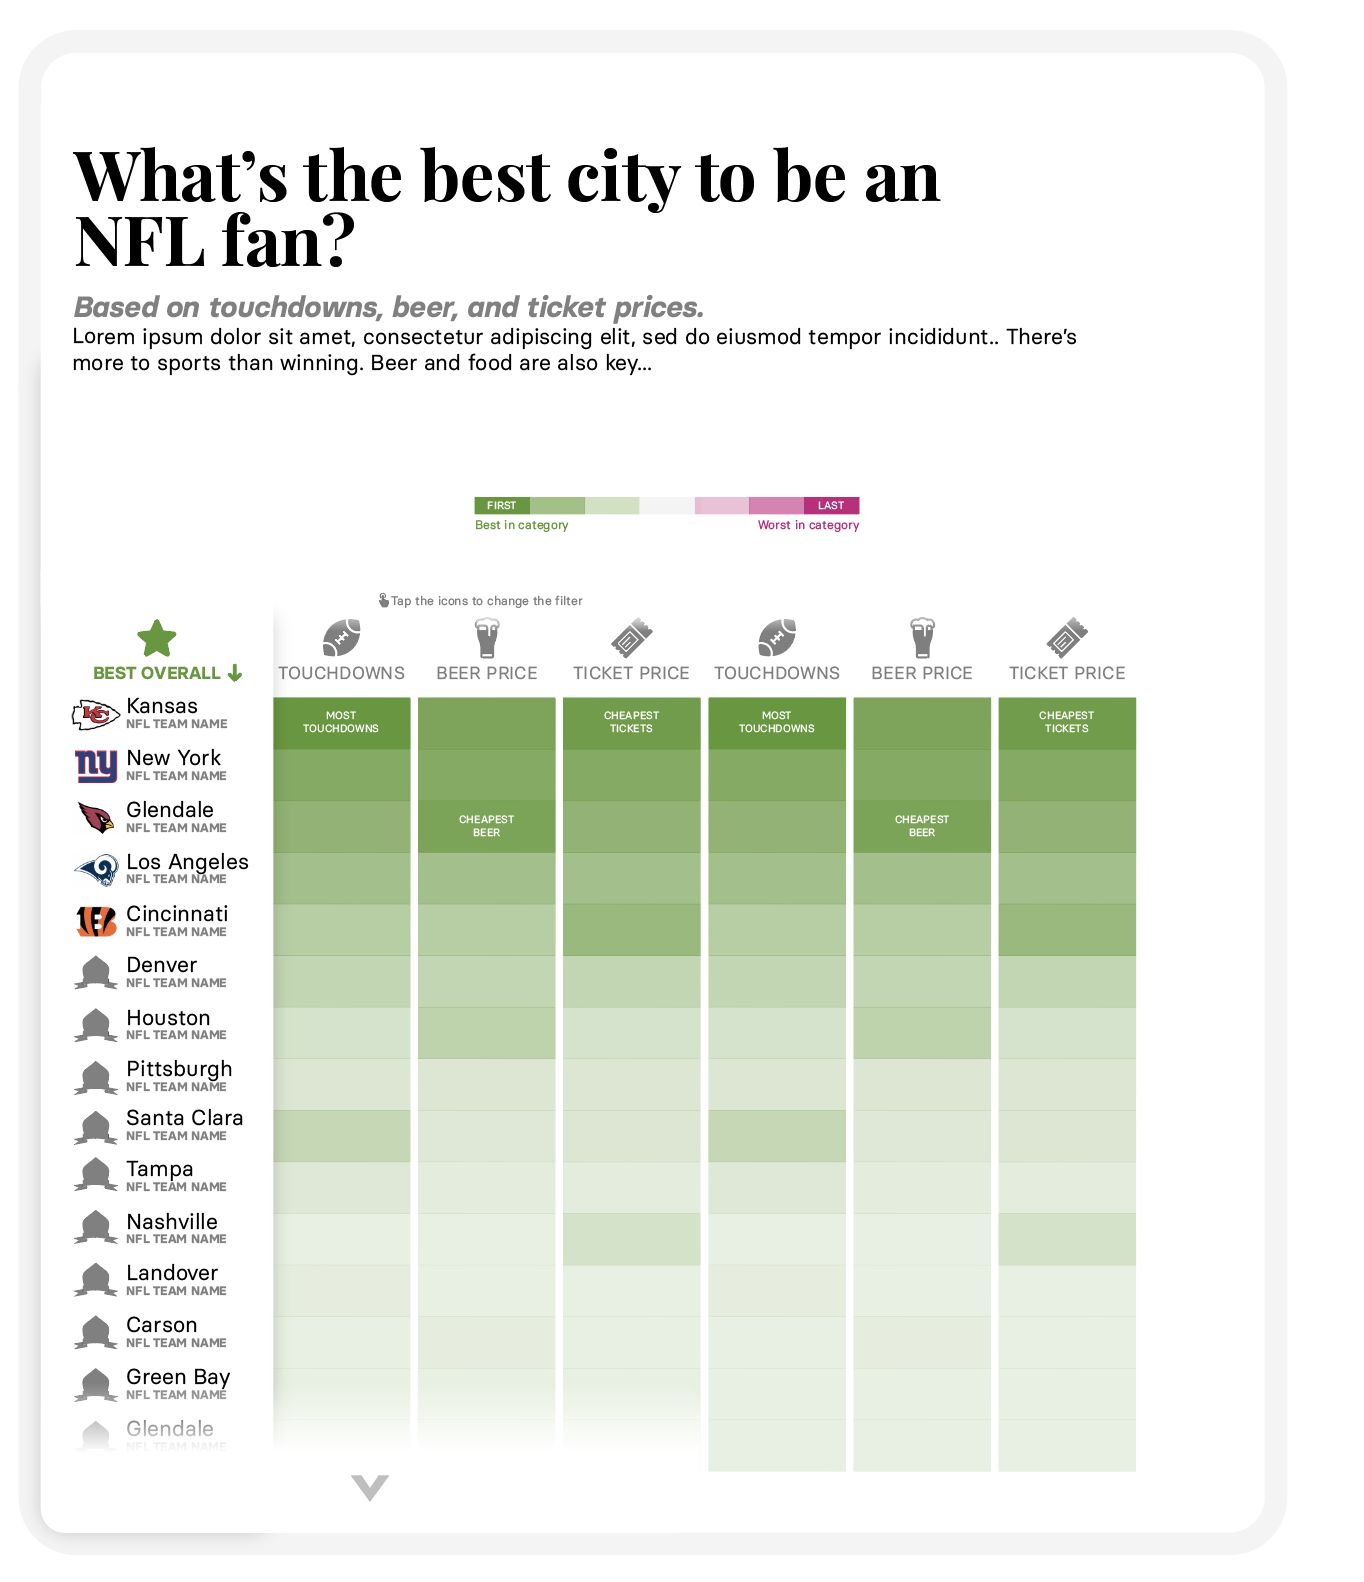 What's the best city to be an
NFL fan?
Based on touchdowns, beer, and ticket prices.
Lorem ipsum dolor sit amet, consectetur adipiscing elit, sed do eiusmod tempor incididunt.. There's
more to sports than winning. Beer and food are also key...
FIRST
LAST
Best in category
Worst in category
Tap the icons to change the filter
BEST OVERALL
TOUCHDOWNS
BEER PRICE
TICKET PRICE
TOUCHDOWNS
BEER PRICE
TICKET PRICE
KC
Kansas
NFL TEAM NAME
MOST
TOUCHDOWNS
CHEAPEST
TICKETS
MOST
TOUCHDOWNS
CHEAPEST
TICKETS
ny
New York
NFL TEAM NAME
Glendale
NFL TEAM NAME
CHEAPEST
BEER
CHEAPEST
BEER
Los Angeles
NFL TEAM NAME
B
Cincinnati
NFL TEAM NAME
Denver
NFL TEAM NAME
Houston
NFL TEAM NAME
Pittsburgh
NFL TEAM NAME
Santa Clara
NFL TEAM NAME
Tampa
NFL TEAM NAME
Nashville
NFL TEAM NAME
Landover
NFL TEAM NAME
Carson
NFL TEAM NAME
Green Bay
NFL TEAM NAME
Glendale
NFL TEAM NAME